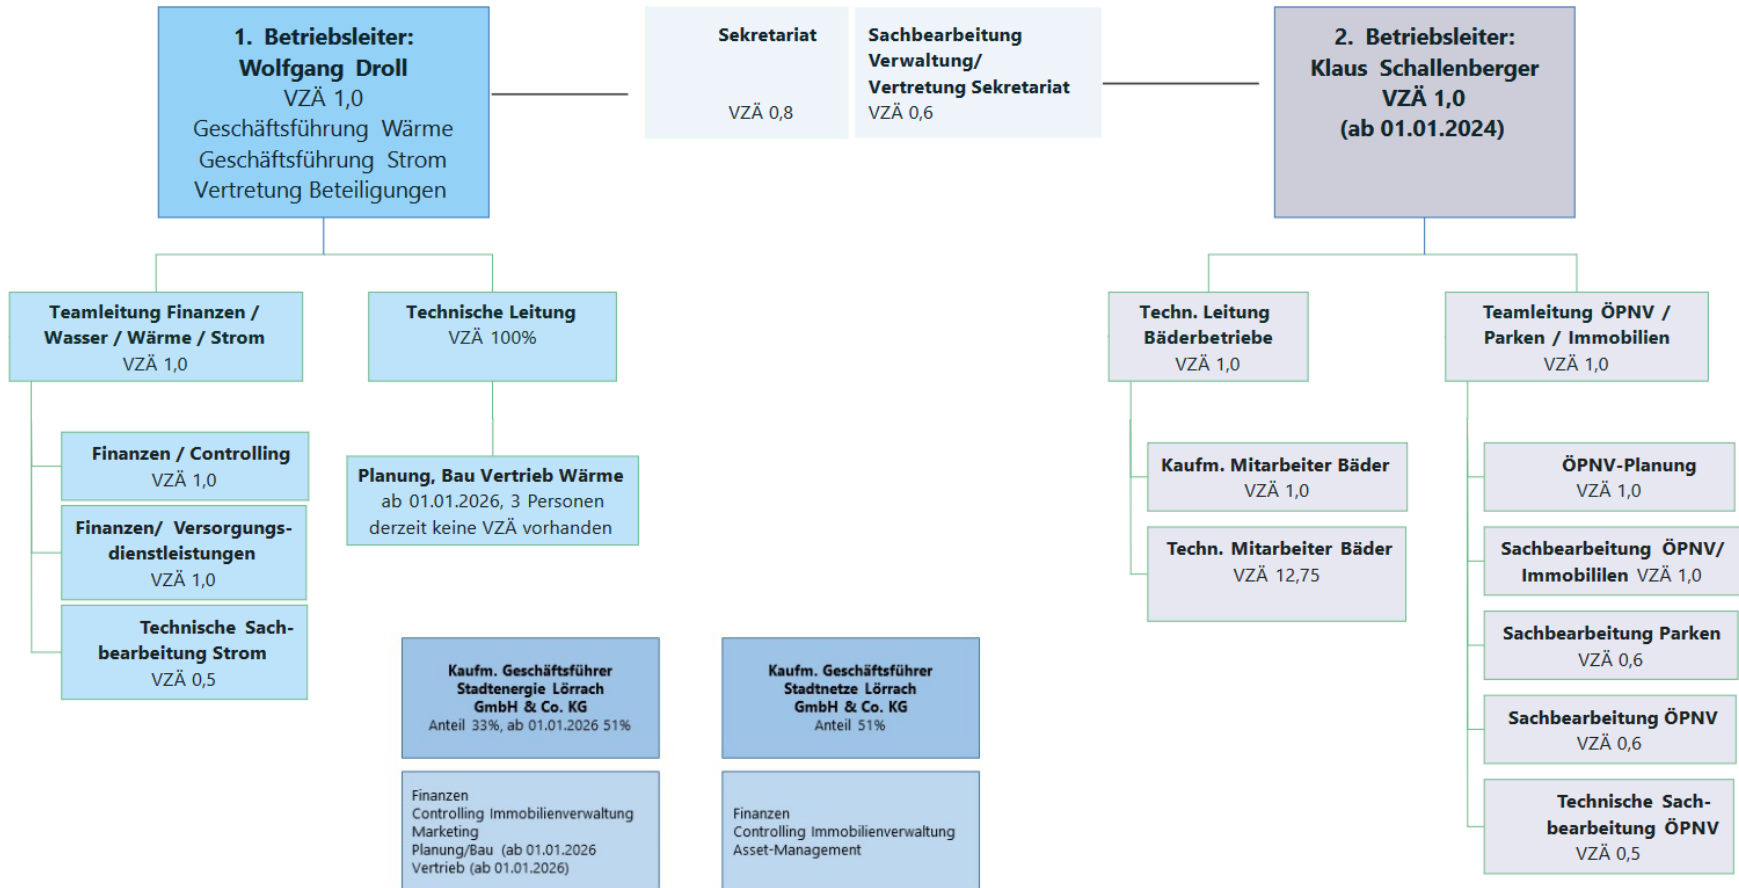 1. Betriebsleiter:
Wolfgang Droll
VZÄ 1,0
Geschäftsführung Wärme
Geschäftsführung Strom
Vertretung Beteiligungen
Sekretariat
VZÄ 0,8
Sachbearbeitung
Verwaltung/
Vertretung Sekretariat
VZÄ 0,6
2. Betriebsleiter:
Klaus Schallenberger
VZÄ 1,0
(ab 01.01.2024)
Teamleitung Finanzen /
Wasser / Wärme / Strom
VZÄ 1,0
Technische Leitung
VZÄ 100%
Techn. Leitung
Bäderbetriebe
VZÄ 1,0
Teamleitung ÖPNV /
Parken / Immobilien
VZÄ 1,0
Finanzen / Controlling
VZÄ 1,0
Finanzen/ Versorgungs-
dienstleistungen
VZÄ 1,0
Technische Sach-
bearbeitung Strom
VZÄ 0,5
Planung, Bau Vertrieb Wärme
ab 01.01.2026, 3 Personen
derzeit keine VZÄ vorhanden
Kaufm. Mitarbeiter Bäder
VZÄ 1,0
Techn. Mitarbeiter Bäder
VZÄ 12,75
ÖPNV-Planung
VZÄ 1,0
Sachbearbeitung ÖPNV/
Immobililen VZÄ 1,0
Sachbearbeitung Parken
VZÄ 0,6
Sachbearbeitung ÖPNV
VZÄ 0,6
Technische Sach-
bearbeitung ÖPNV
VZÄ 0,5
Kaufm. Geschäftsführer
Stadtenergie Lörrach
GmbH & Co. KG
Anteil 33%, ab 01.01.2026 51%
Finanzen
Controlling Immobilienverwaltung
Marketing
Planung/Bau (ab 01.01.2026
Vertrieb (ab 01.01.2026)
Kaufm. Geschäftsführer
Stadtnetze Lörrach
GmbH & Co. KG
Anteil 51%
Finanzen
Controlling Immobilienverwaltung
Asset-Management